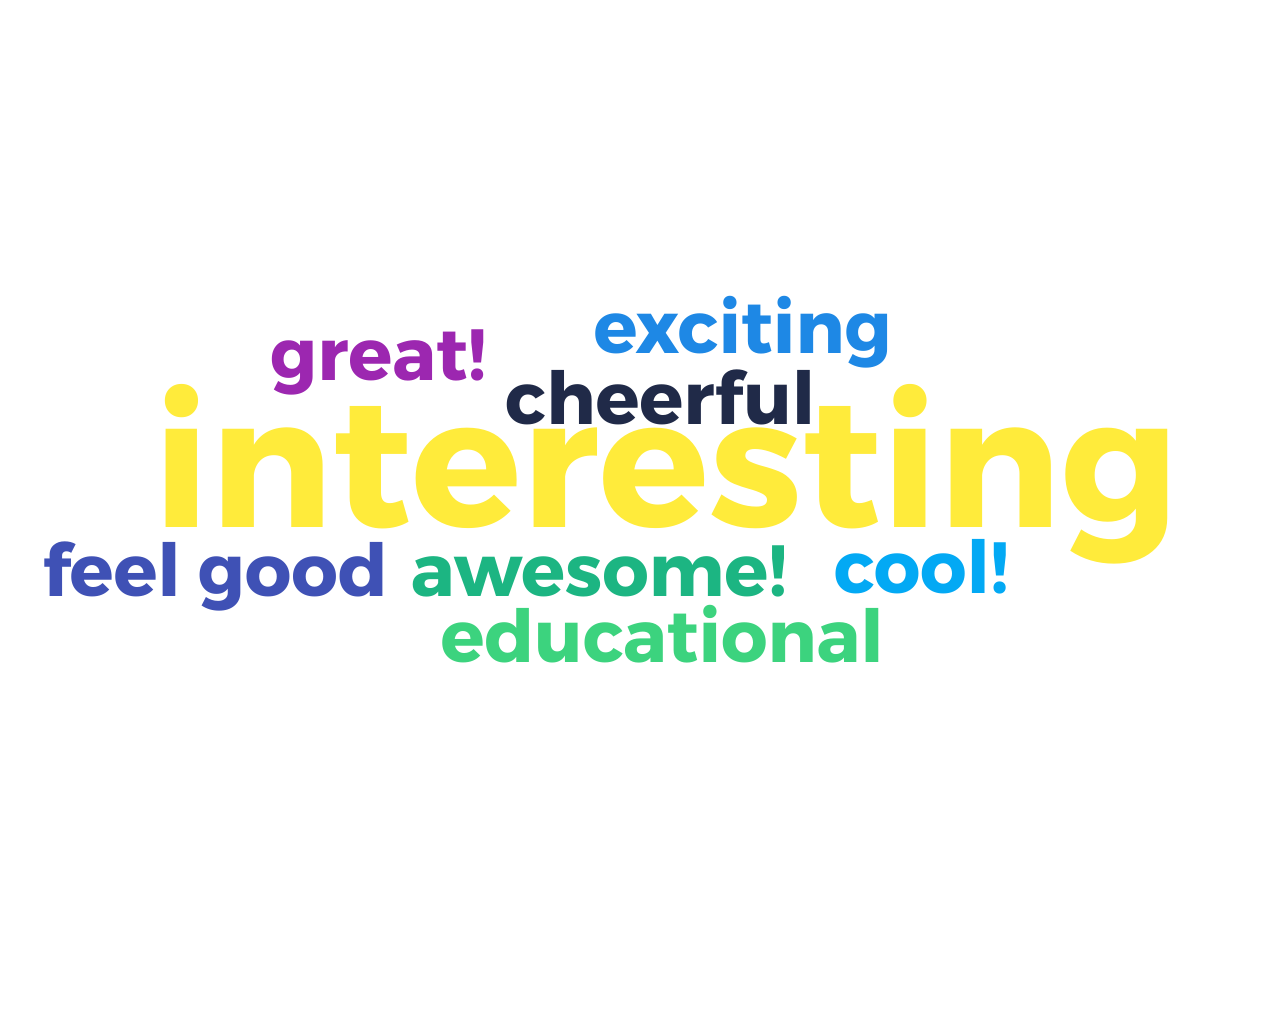 exciting
great!
cheerful
interesting
feel good awesome! cool!
educational